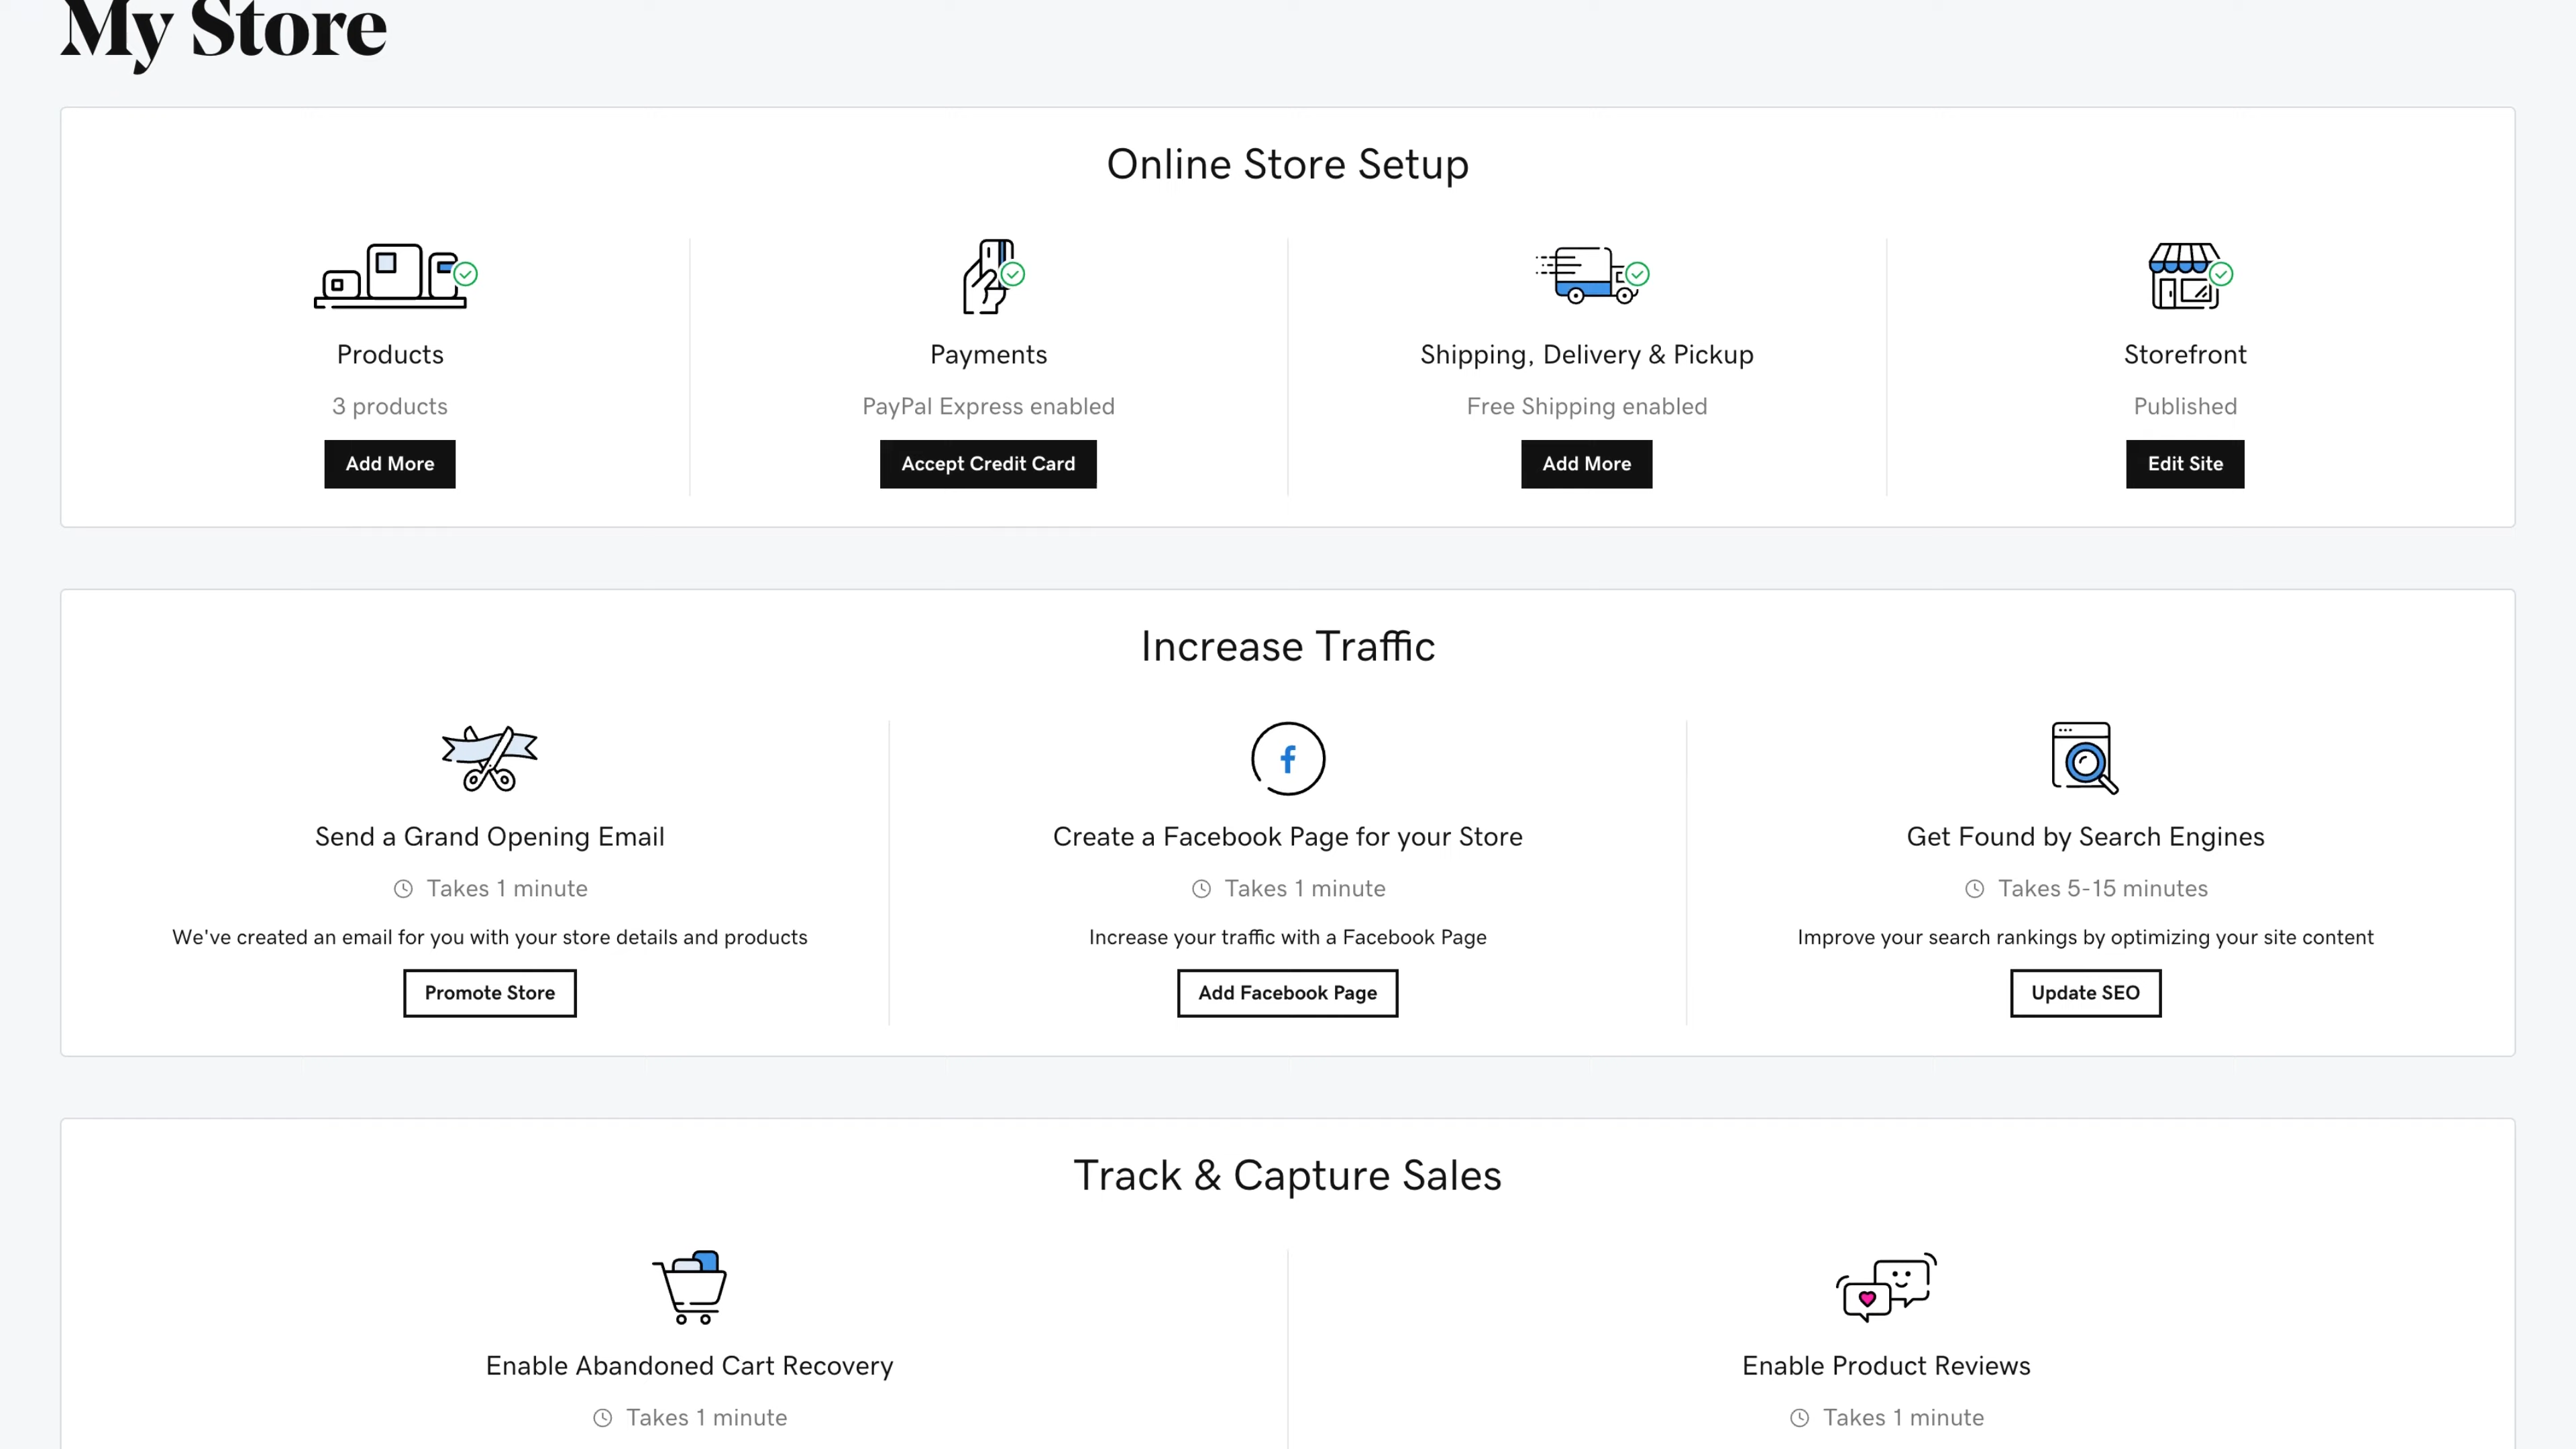 My Store
Online Store Setup
Products
3 products
Add More
Payments
PayPal Express enabled
Accept Credit Card
Shipping, Delivery & Pickup
Free Shipping enabled
Add More
Storefront
Published
Edit Site
Increase Traffic
Send a Grand Opening Email
Takes 1 minute
We've created an email for you with your store details and products
Promote Store
Create a Facebook Page for your Store
Takes 1 minute
Increase your traffic with a Facebook Page
Add Facebook Page
Get Found by Search Engines
Takes 5-15 minutes
Improve your search rankings by optimizing your site content
Update SEO
Track & Capture Sales
Enable Abandoned Cart Recovery
Takes 1 minute
Enable Product Reviews
Takes 1 minute